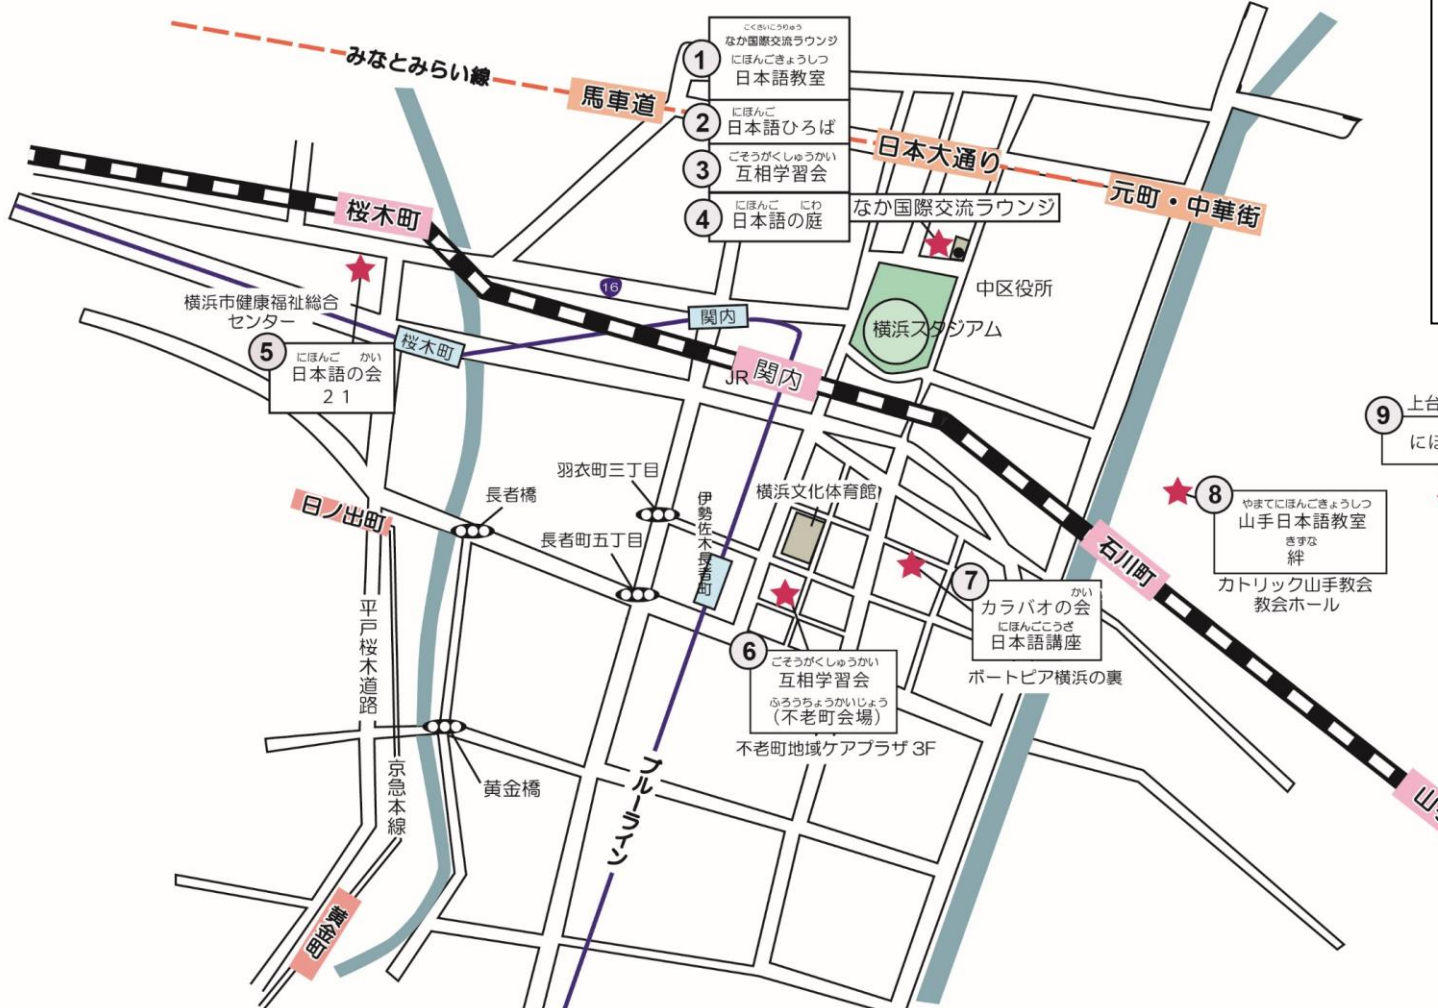 みなとみらい線
馬車道
1
こくさいこうりゅう
なか国際交流ラウンジ
にほんごきょうしつ
日本語教室
2
にほんご
日本語ひろば
3
ごそうがくしゅうかい
互相学習会
4
にほんご にわ
日本語の庭
日本大通り
元町・中華街
なか国際交流ラウンジ
桜木町
16
中区役所
横浜スタジアム
横浜市健康福祉総合
センター
桜木町
関内
JR 関内
5
にほんご かい
日本語の会
21
9
上台
にほ
羽衣町三丁目
長者橋
日ノ出町
長者町五丁目
伊勢佐木長者町
横浜文化体育館
石川町
8
やまてにほんごきょうしつ
山手日本語教室
きずな
絆
カトリック山手教会
教会ホール
7
かい
カラバオの会
にほんごこうざ
日本語講座
ボートピア横浜の裏
6
ごそうがくしゅうかい
互相学習会
ふろうちょうかいじょう
(不老町会場)
不老町地域ケアプラザ3F
平戸桜木道路
京急本線
黄金橋
ブルーライン
黄金町
山